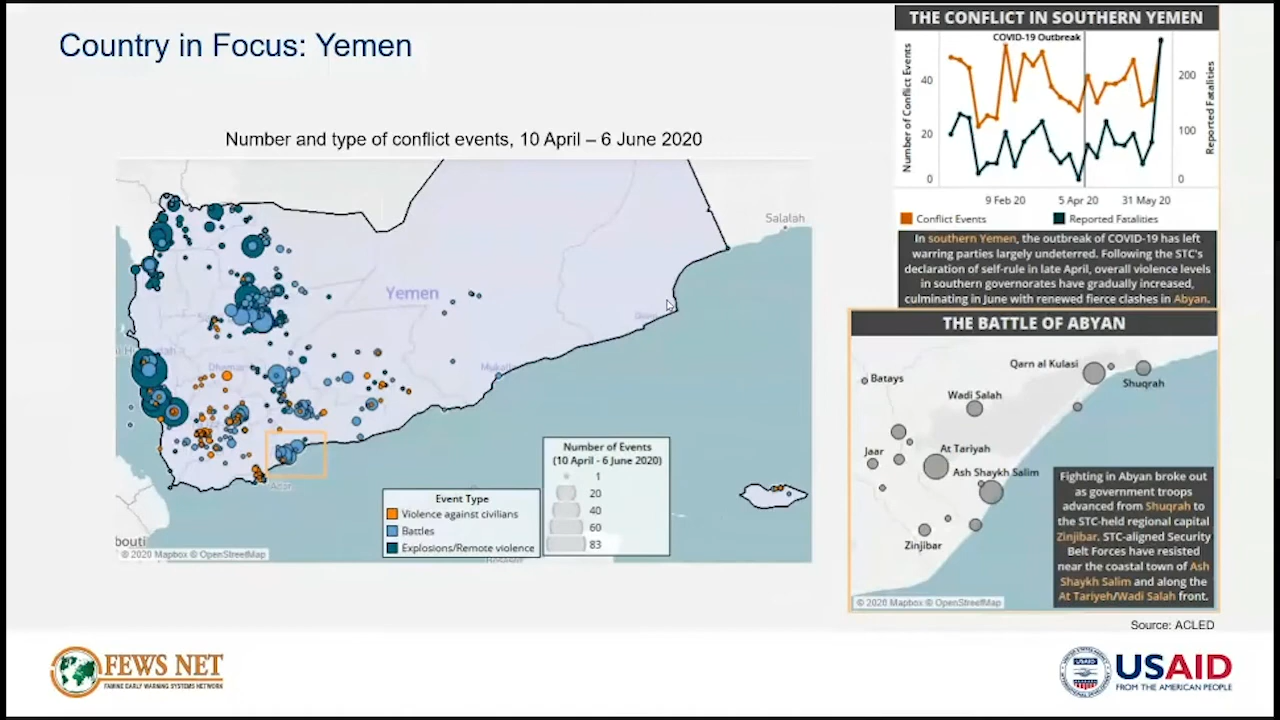 Country in Focus: Yemen
Number and type of conflict events, 10 April – 6 June 2020
Salalah
Yemen
Dhamar
Mukalla
Aden
bouti
© 2020 Mapbox © OpenStreetMap
Event Type
Violence against civilians
Battles
Explosions/Remote violence
Number of Events
(10 April - 6 June 2020)
1
20
40
60
83
THE CONFLICT IN SOUTHERN YEMEN
COVID-19 Outbreak
Number of Conflict Events
40
20
0
200
100
0
Reported Fatalities
9 Feb 20
5 Apr 20
31 May 20
Conflict Events
Reported Fatalities
In southern Yemen, the outbreak of COVID-19 has left
warring parties largely undeterred. Following the STC's
declaration of self-rule in late April, overall violence levels
in southern governorates have gradually increased,
culminating in June with renewed fierce clashes in Abyan.
THE BATTLE OF ABYAN
Qarn al Kulasi
Batays
Shuqrah
Wadi Salah
Jaar
At Tariyah
Ash Shaykh Salim
Zinjibar
Fighting in Abyan broke out
as government troops
advanced from Shuqrah to
the STC-held regional capital
Zinjibar. STC-aligned Security
Belt Forces have resisted
near the coastal town of Ash
Shaykh Salim and along the
At Tariyeh/Wadi Salah front.
© 2020 Mapbox © OpenStreetMap
Source: ACLED
FEWS NET
FAMINE EARLY WARNING SYSTEMS NETWORK
USAID
FROM THE AMERICAN PEOPLE